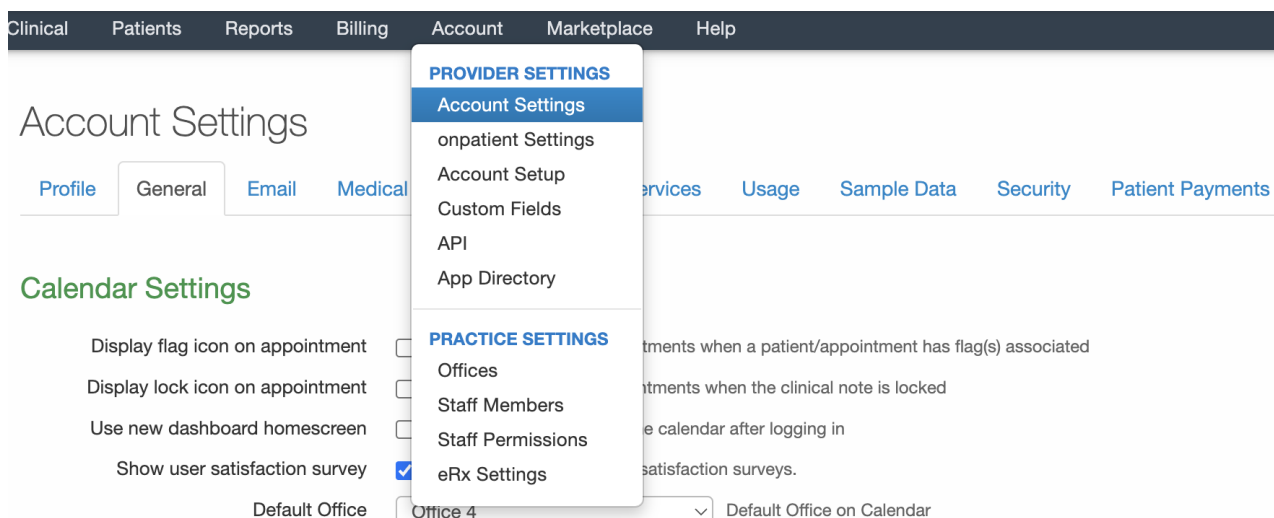 Clinical Patients Reports Billing Account Marketplace Help
PROVIDER SETTINGS
Account Settings
onpatient Settings
Account Setup
Custom Fields
API
App Directory
PRACTICE SETTINGS
Offices
Staff Members
Staff Permissions
eRx Settings
Account Settings
Profile General Email Medical ervices Usage Sample Data Security Patient Payments
Calendar Settings
Display flag icon on appointment tments when a patient/appointment has flag(s) associated
Display lock icon on appointment ntments when the clinical note is locked
Use new dashboard homescreen e calendar after logging in
Show user satisfaction survey satisfaction surveys.
Default Office Office 4 Default Office on Calendar